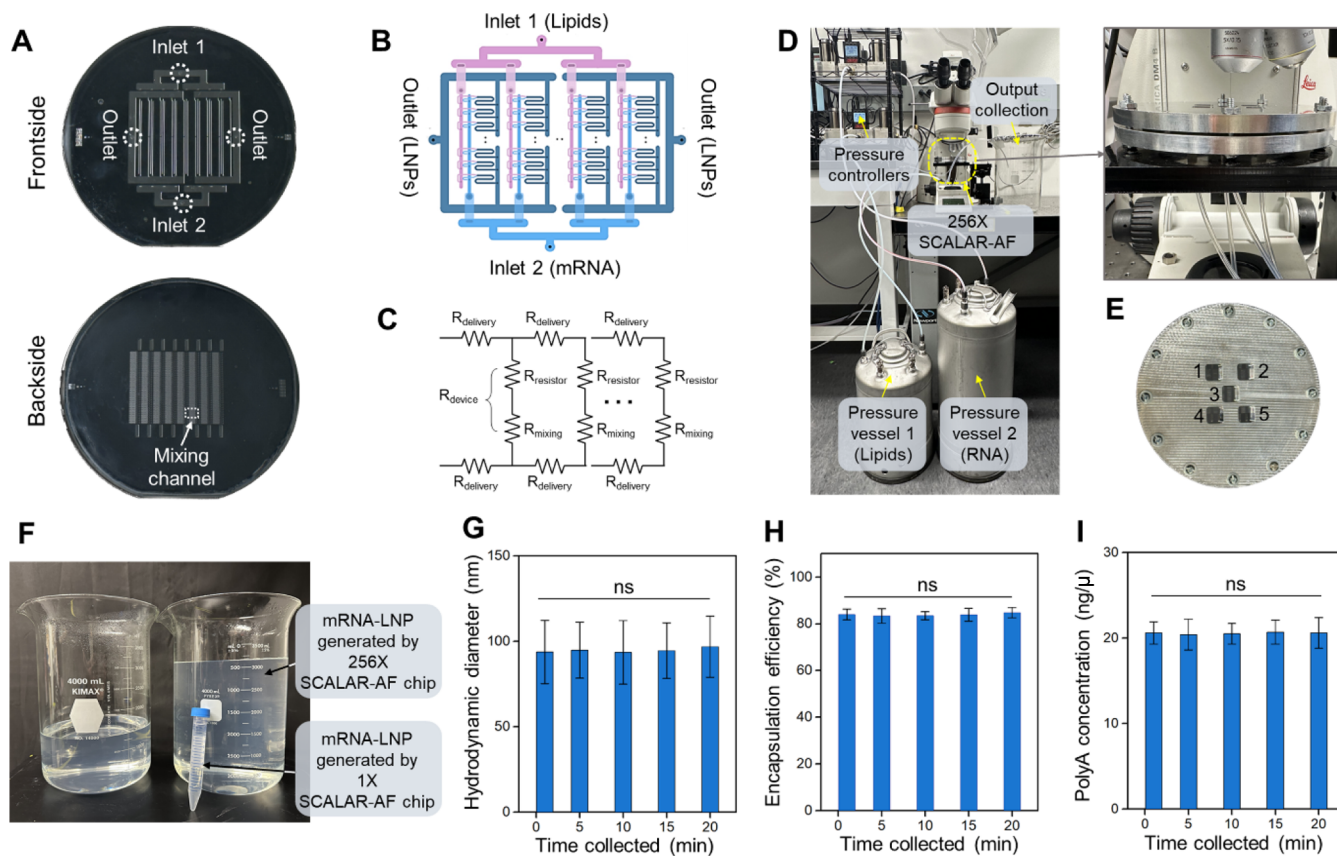 A
Frontside
Inlet 1
Outlet
Outlet
Inlet 2
Backside
Mixing
channel
B
Inlet 1 (Lipids)
Outlet (LNPs)
Outlet (LNPs)
Inlet 2 (mRNA)
C
Rdelivery
Rdelivery
Rdelivery
Rdevice
Rresistor
Rresistor
Rresistor
Rmixing
Rmixing
Rmixing
Rdelivery
Rdelivery
Rdelivery
D
Output
collection
Pressure
controllers
256X
SCALAR-AF
Pressure
vessel 1
(Lipids)
Pressure
vessel 2
(RNA)
Leica
E
1
2
3
4
5
F
4000 mL
KIMAX
mRNA-LNP
generated by
256X
SCALAR-AF chip
mRNA-LNP
generated by
1X
SCALAR-AF chip
G
Hydrodynamic diameter (nm)
150
100
50
0
ns
0 5 10 15 20
Time collected (min)
H
Encapsulation efficiency (%)
100
80
60
40
20
0
ns
0 5 10 15 20
Time collected (min)
I
PolyA concentration (ng/μ)
30
20
10
0
ns
0 5 10 15 20
Time collected (min)